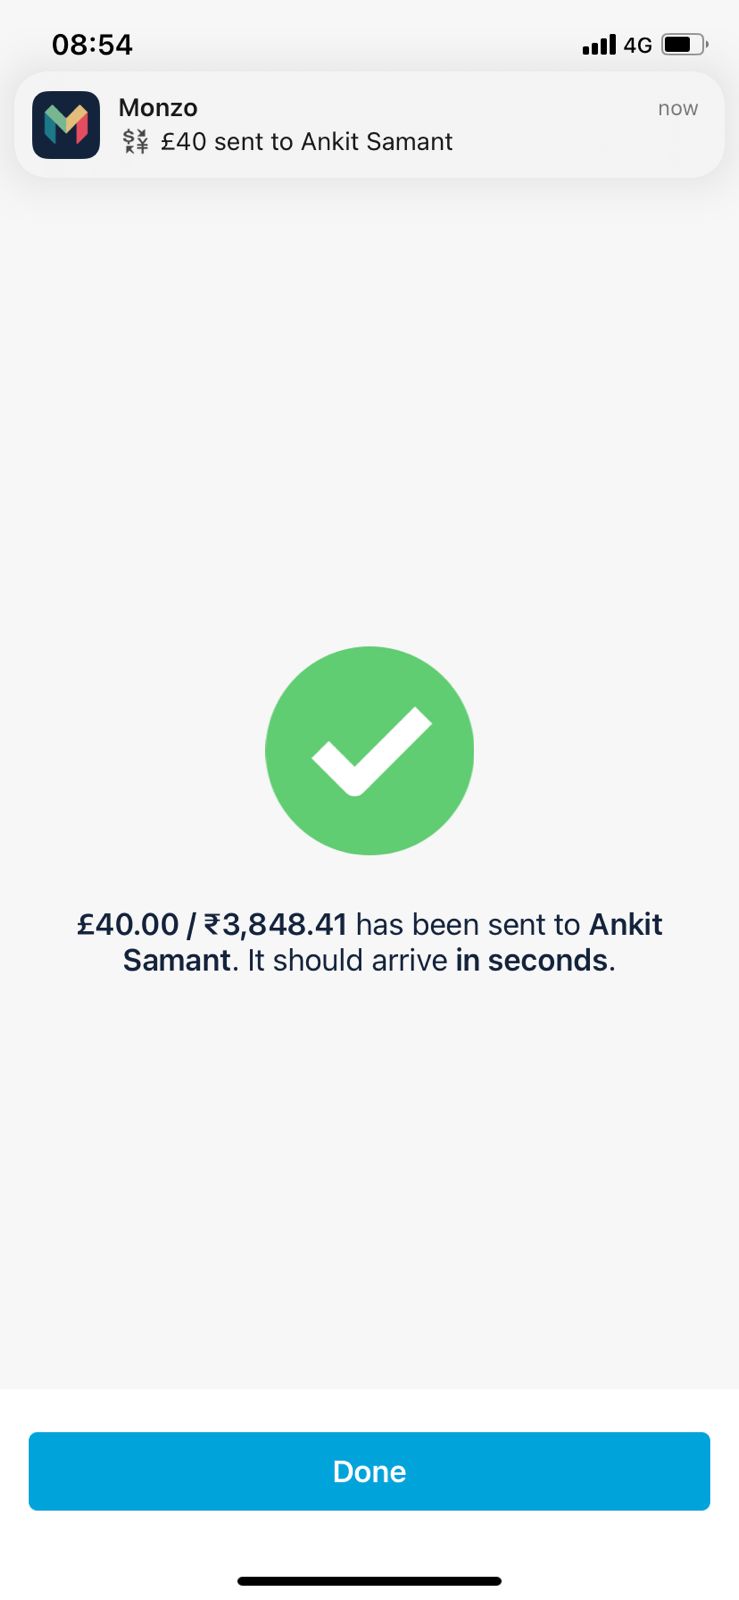 08:54
4G
Monzo
now
💱 £40 sent to Ankit Samant
£40.00 / ₹3,848.41 has been sent to Ankit
Samant. It should arrive in seconds.
Done